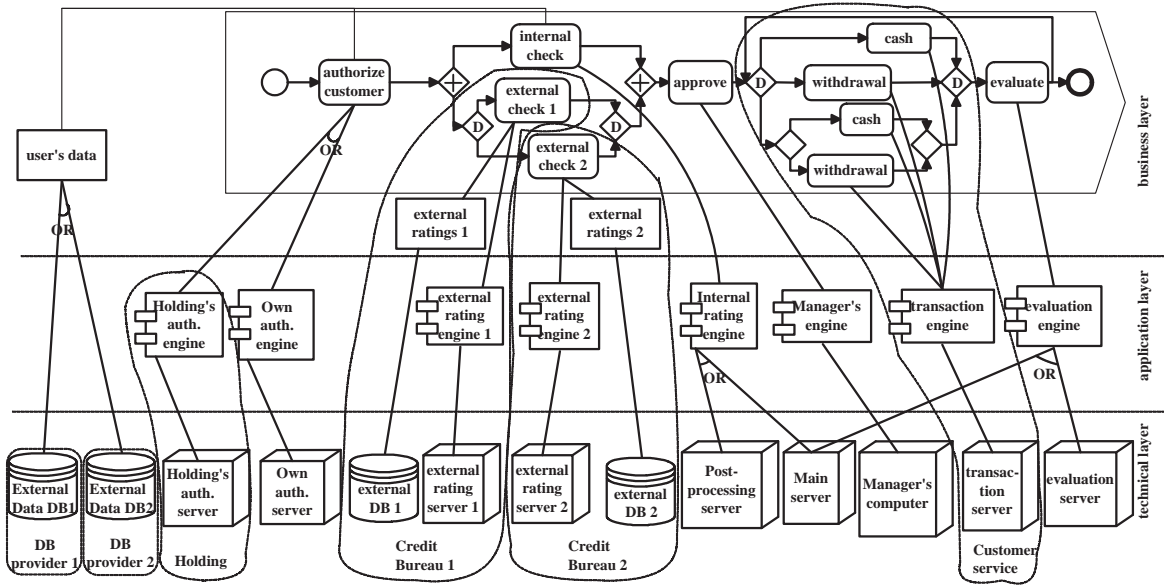 internal
check
cash
authorize
customer
external
check 1
approve
D
withdrawal
D
evaluate
D
D
cash
user's data
OR
external
check 2
withdrawal
business layer
OR
external
ratings 1
external
ratings 2
Holding's
auth.
engine
Own
auth.
engine
external
rating
engine 1
external
rating
engine 2
Internal
rating
engine
Manager's
engine
transaction
engine
evaluation
engine
application layer
OR
OR
External
Data DB1
External
Data DB2
Holding's
auth.
server
Own
auth.
server
external
DB 1
external
rating
server 1
external
rating
server 2
external
DB 2
Post-
processing
server
Main
server
Manager's
computer
transac-
tion
server
evaluation
server
technical layer
DB
provider 1
DB
provider 2
Holding
Credit
Bureau 1
Credit
Bureau 2
Customer
service